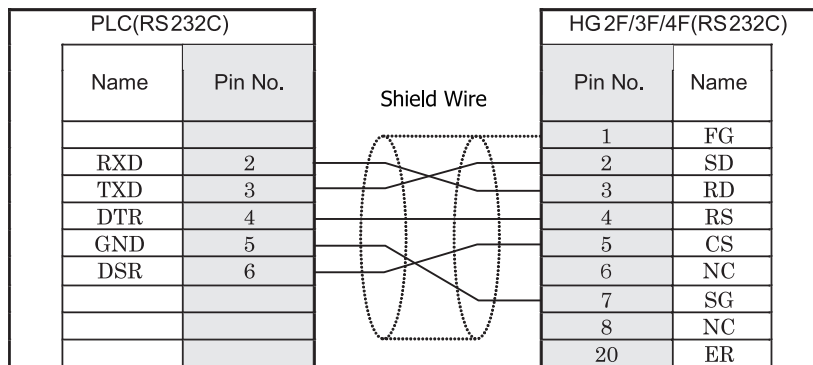 PLC(RS232C) HG2F/3F/4F(RS232C)
Name Pin No. Shield Wire Pin No. Name
1 FG
RXD 2 2 SD
TXD 3 3 RD
DTR 4 4 RS
GND 5 5 CS
DSR 6 6 NC
7 SG
8 NC
20 ER